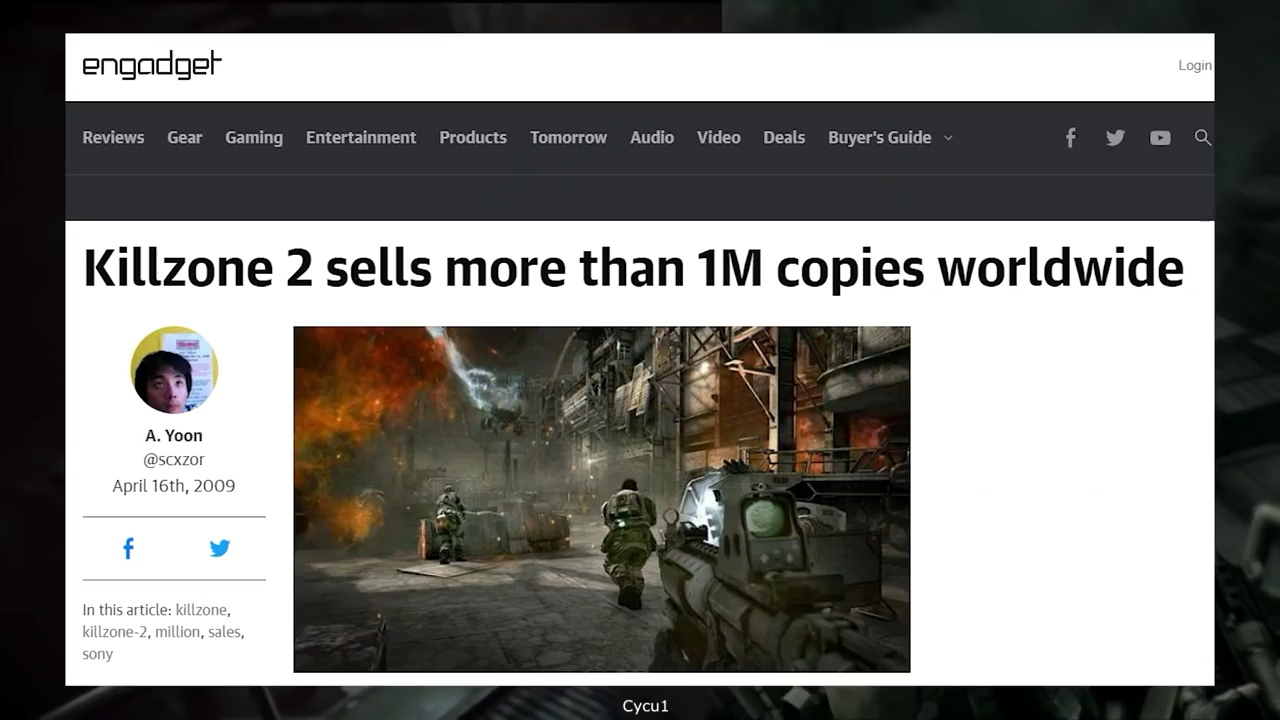 engadget
Login
Reviews Gear Gaming Entertainment Products Tomorrow Audio Video Deals Buyer's Guide
Killzone 2 sells more than 1M copies worldwide
A. Yoon
@scxzor
April 16th, 2009
In this article: killzone,
killzone-2, million, sales,
sony
Cycu1